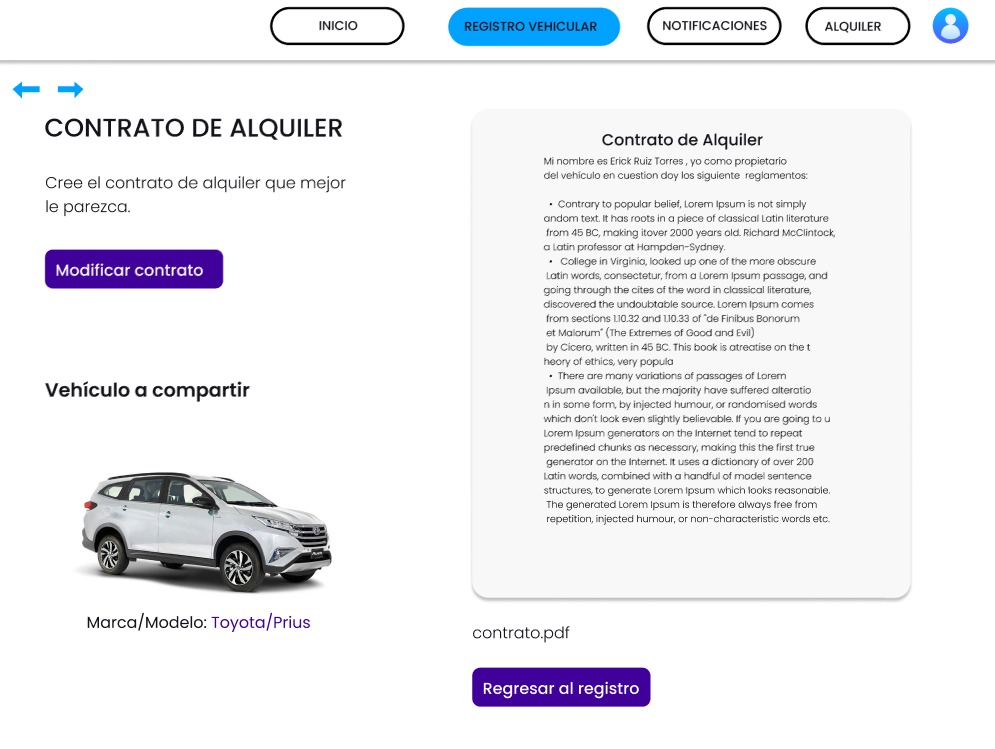 INICIO
REGISTRO VEHICULAR
NOTIFICACIONES
ALQUILER
CONTRATO DE ALQUILER
Cree el contrato de alquiler que mejor
le parezca.
Modificar contrato
Vehículo a compartir
Marca/Modelo: Toyota/Prius
Contrato de Alquiler
Mi nombre es Erick Ruiz Torres , yo como propietario
del vehículo en cuestion doy los siguiente reglamentos:
• Contrary to popular belief, Lorem Ipsum is not simply
andom text. It has roots in a piece of classical Latin literature
from 45 BC, making itover 2000 years old. Richard McClintock,
a Latin professor at Hampden-Sydney.
• College in Virginia, looked up one of the more obscure
Latin words, consectetur, from a Lorem Ipsum passage, and
going through the cites of the word in classical literature,
discovered the undoubtable source. Lorem Ipsum comes
from sections 1.10.32 and 1.10.33 of "de Finibus Bonorum
et Malorum" (The Extremes of Good and Evil)
by Cicero, written in 45 BC. This book is atreatise on the t
heory of ethics, very popula
• There are many variations of passages of Lorem
Ipsum available, but the majority have suffered alteratio
n in some form, by injected humour, or randomised words
which don't look even slightly believable. If you are going to u
Lorem Ipsum generators on the Internet tend to repeat
predefined chunks as necessary, making this the first true
generator on the Internet. It uses a dictionary of over 200
Latin words, combined with a handful of model sentence
structures, to generate Lorem Ipsum which looks reasonable.
The generated Lorem Ipsum is therefore always free from
repetition, injected humour, or non-characteristic words etc.
contrato.pdf
Regresar al registro